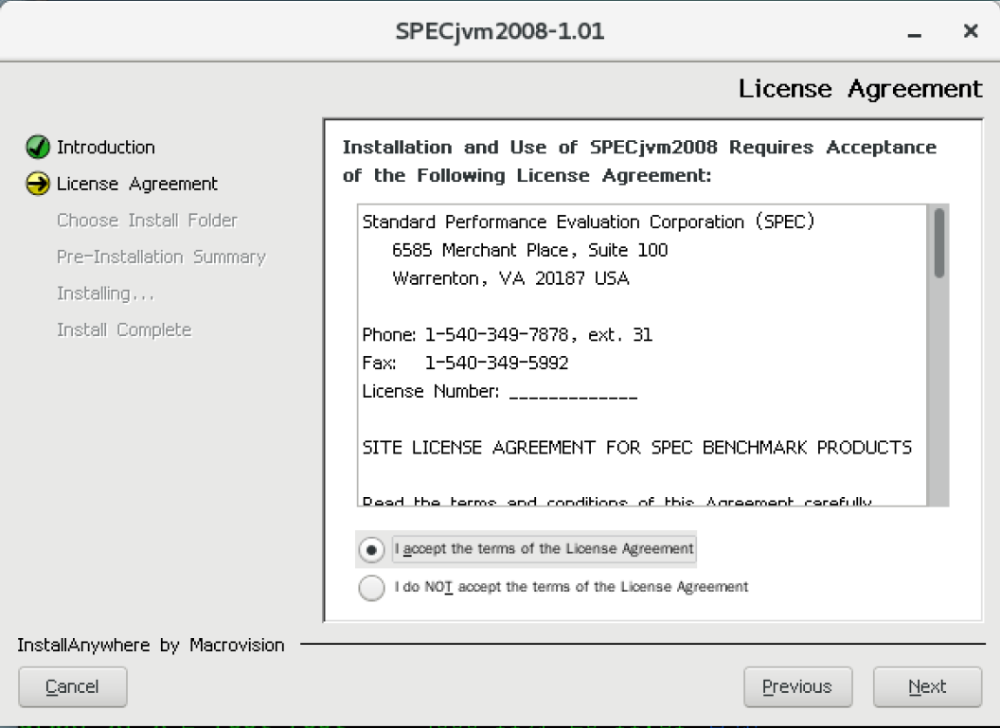 SPECjvm2008-1.01
License Agreement
Introduction
License Agreement
Choose Install Folder
Pre-Installation Summary
Installing...
Install Complete
Installation and Use of SPECjvm2008 Requires Acceptance
of the Following License Agreement:
Standard Performance Evaluation Corporation (SPEC)
6585 Merchant Place, Suite 100
Warrenton, VA 20187 USA
Phone: 1-540-349-7878, ext. 31
Fax: 1-540-349-5992
License Number: _____________
SITE LICENSE AGREEMENT FOR SPEC BENCHMARK PRODUCTS
Read the terms and conditions of this Agreement carefully
I accept the terms of the License Agreement
I do NOT accept the terms of the License Agreement
InstallAnywhere by Macrovision
Cancel
Previous
Next